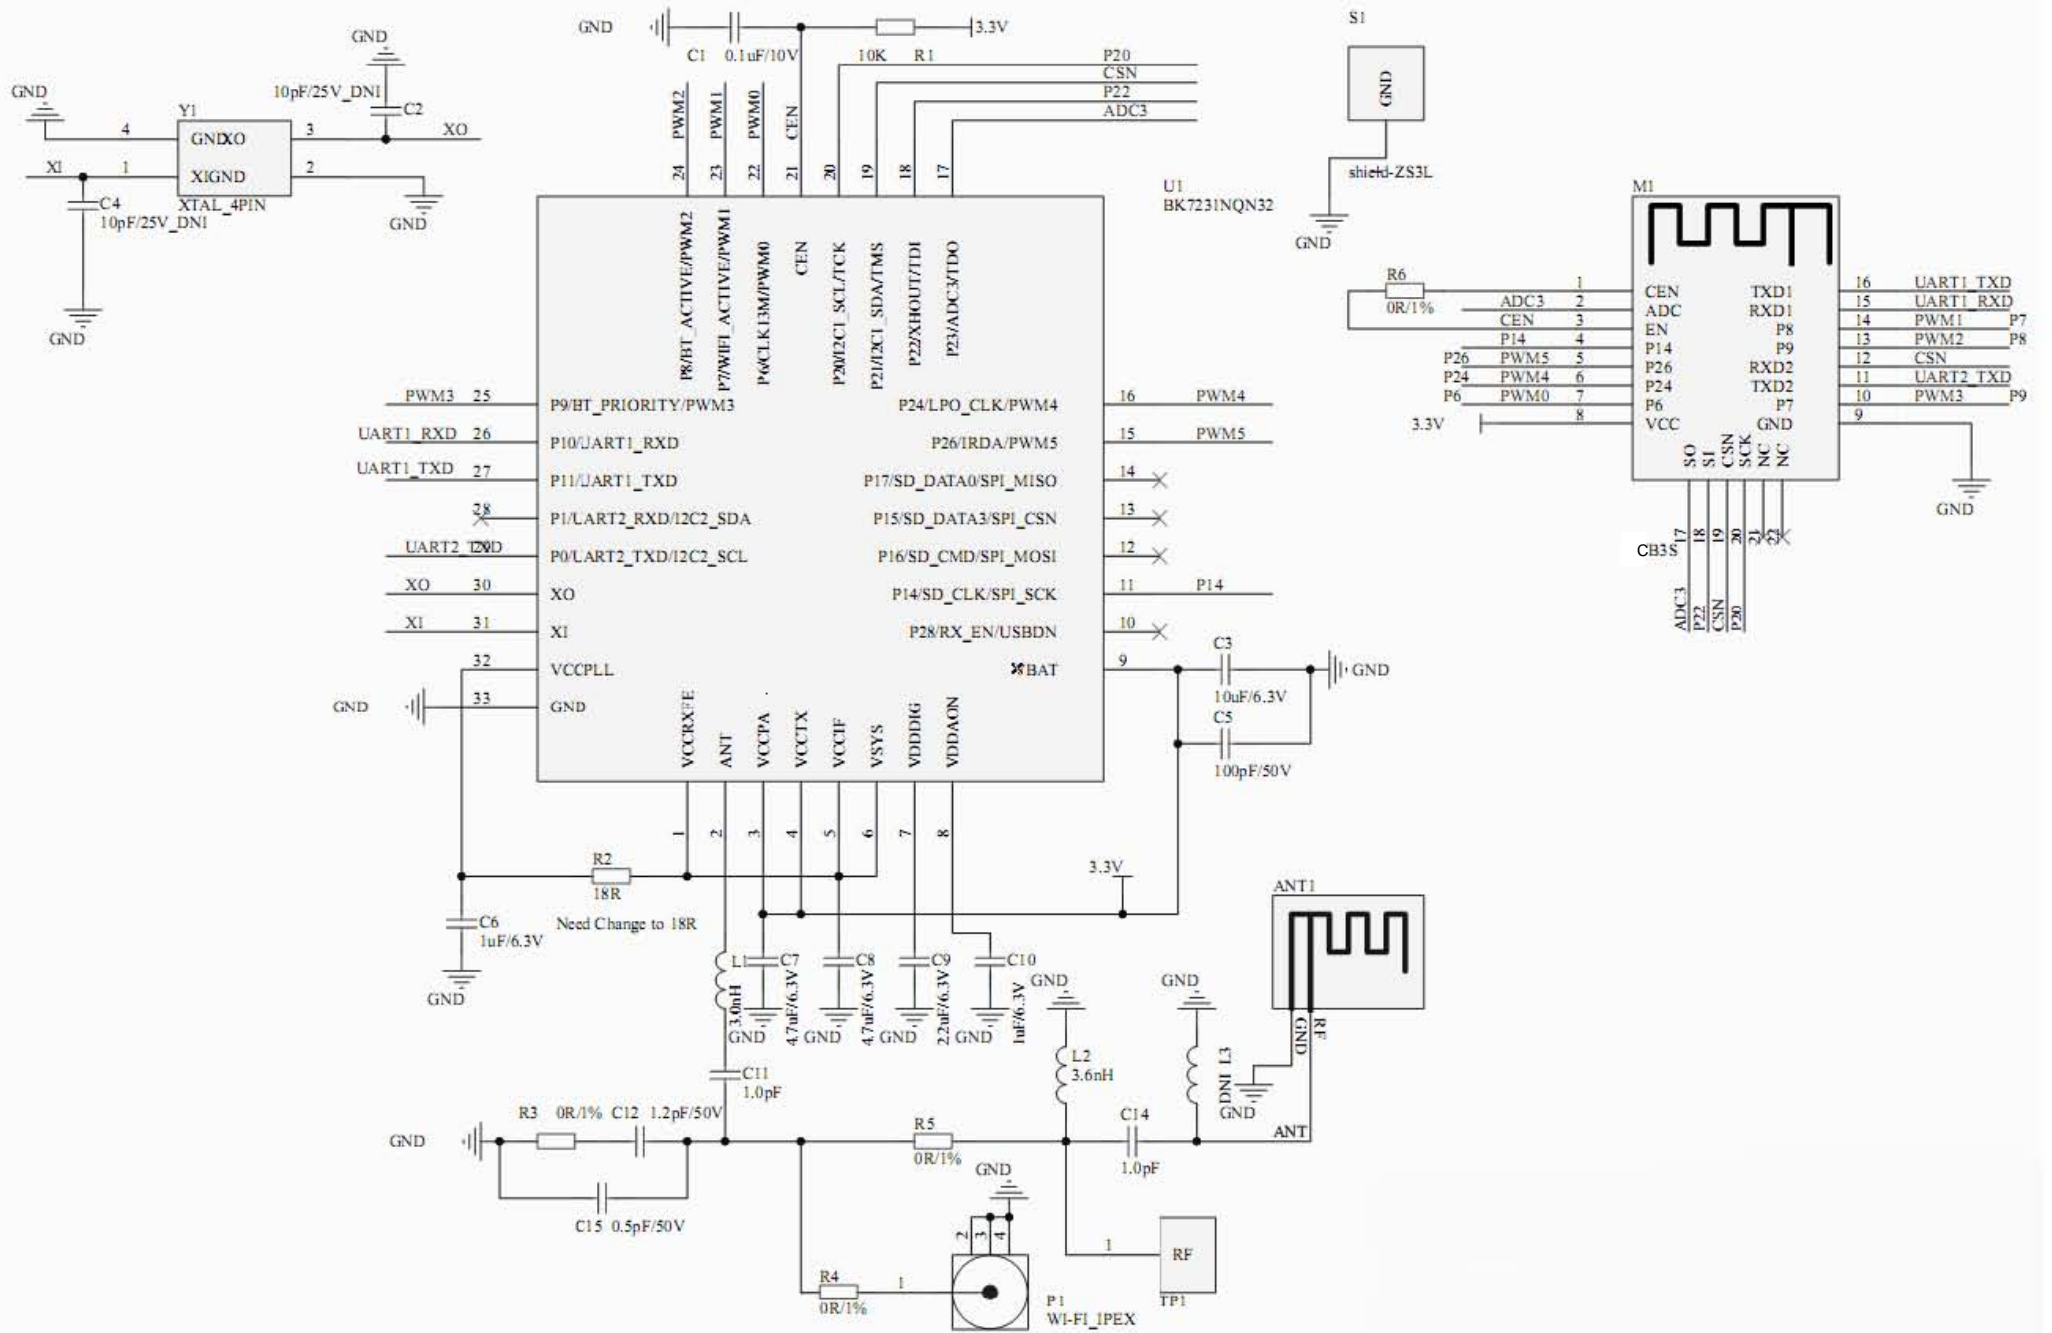 GND
C1 0.1uF/10V
3.3V
10K R1
P20
CSN
P22
ADC3
PWM2
PWM1
PWM0
CEN
24
23
22
21
20
19
18
17
S1
GND
shield-ZS3L
GND
GND
10pF/25V_DNI
C2
GND
Y1
4
GND
XO
3
XO
XI
1
XI
GND
2
C4
10pF/25V_DNI
XTAL_4PIN
GND
GND
U1
BK7231NQN32
P8/BT_ACTIVE/PWM2
P7/WIFI_ACTIVE/PWM1
P6/CLK13M/PWM0
CEN
P20/I2C1_SCL/TCK
P21/I2C1_SDA/TMS
P22/XHOUT/TDI
P23/ADC3/TDO
PWM3 25 P9/BT_PRIORITY/PWM3
UART1_RXD 26 P10/UART1_RXD
UART1_TXD 27 P11/UART1_TXD
28 P1/UART2_RXD/I2C2_SDA
UART2_TXD 29 P0/UART2_TXD/I2C2_SCL
XO 30 XO
XI 31 XI
32 VCCPLL
GND 33 GND
P24/LPO_CLK/PWM4 16 PWM4
P26/IRDA/PWM5 15 PWM5
P17/SD_DATA0/SPI_MISO 14
P15/SD_DATA3/SPI_CSN 13
P16/SD_CMD/SPI_MOSI 12
P14/SD_CLK/SPI_SCK 11 P14
P28/RX_EN/USBDN 10
BAT 9
C3
10uF/6.3V
GND
C5
100pF/50V
VCCRXFE
ANT
VCCPA
VCCTX
VCCIF
VSYS
VDDDIG
VDDAON
1
2
3
4
5
6
7
8
M1
R6
0R/1%
1 CEN
ADC3 2 ADC
CEN 3 EN
P14 4 P14
P26 PWM5 5 P26
P24 PWM4 6 P24
P6 PWM0 7 P6
3.3V 8 VCC
TXD1 16 UART1_TXD
RXD1 15 UART1_RXD
P8 14 PWM1 P7
P9 13 PWM2 P8
RXD2 12 CSN
TXD2 11 UART2_TXD
P7 10 PWM3 P9
GND 9
GND
SO
SI
CSN
SCK
NC
NC
17
18
19
20
21
22
CB3S
ADC3
P22
CSN
P20
R2
18R
Need Change to 18R
C6
1uF/6.3V
GND
3.3V
L1
3.0nH
C7
4.7uF/6.3V
GND
C8
4.7uF/6.3V
GND
C9
2.2uF/6.3V
GND
C10
1uF/6.3V
GND
C11
1.0pF
GND
L2
3.6nH
GND
DNI L3
ANT1
GND
RF
GND
ANT
GND
R3 0R/1% C12 1.2pF/50V
C15 0.5pF/50V
R5
0R/1%
C14
1.0pF
GND
2
3
4
R4
0R/1%
1
P1
WI-FI_IPEX
1
RF
TP1